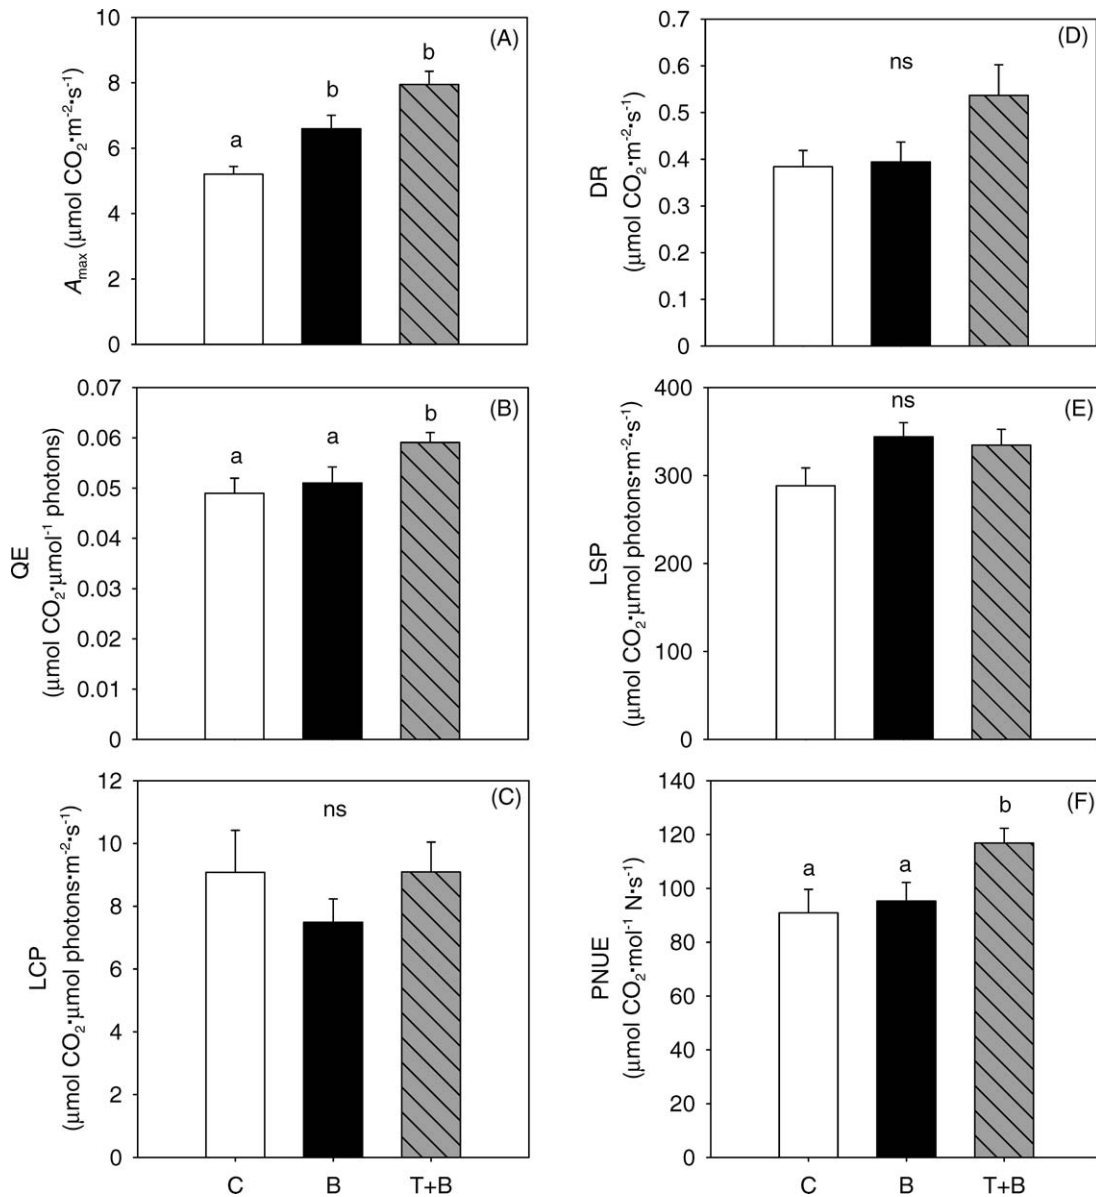 (A)
A_max (µmol CO₂·m⁻²·s⁻¹)
10
8
6
4
2
0
a
b
b
(D)
DR
(µmol CO₂·m⁻²·s⁻¹)
0.7
0.6
0.5
0.4
0.3
0.2
0.1
0
ns
(B)
QE
(µmol CO₂·µmol⁻¹ photons)
0.07
0.06
0.05
0.04
0.03
0.02
0.01
0
a
a
b
(E)
LSP
(µmol CO₂·µmol photons·m⁻²·s⁻¹)
400
300
200
100
0
ns
(C)
LCP
(µmol CO₂·µmol photons·m⁻²·s⁻¹)
12
10
8
6
4
2
0
ns
C
B
T+B
(F)
PNUE
(µmol CO₂·mol⁻¹ N·s⁻¹)
140
120
100
80
60
40
20
0
a
a
b
C
B
T+B